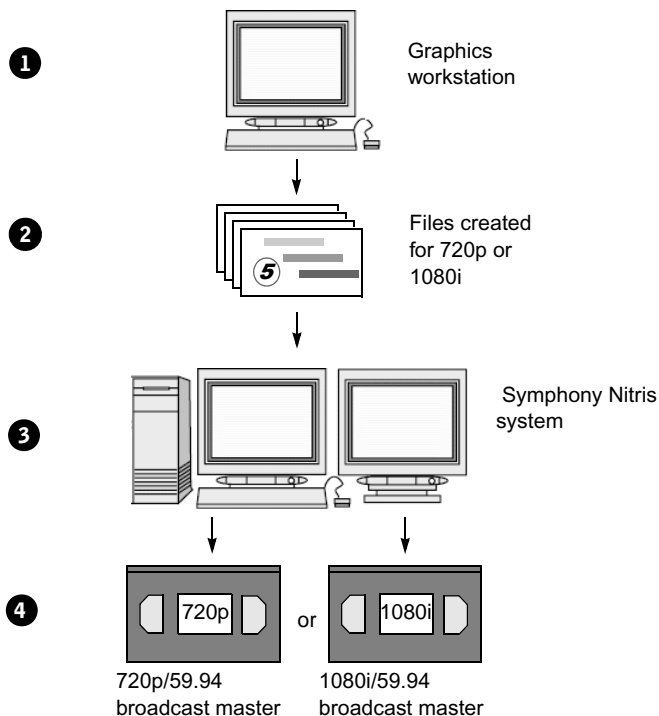 1
Graphics
workstation
2
Files created
for 720p or
1080i
5
3
Symphony Nitris
system
4
720p
or
1080i
720p/59.94
broadcast master
1080i/59.94
broadcast master